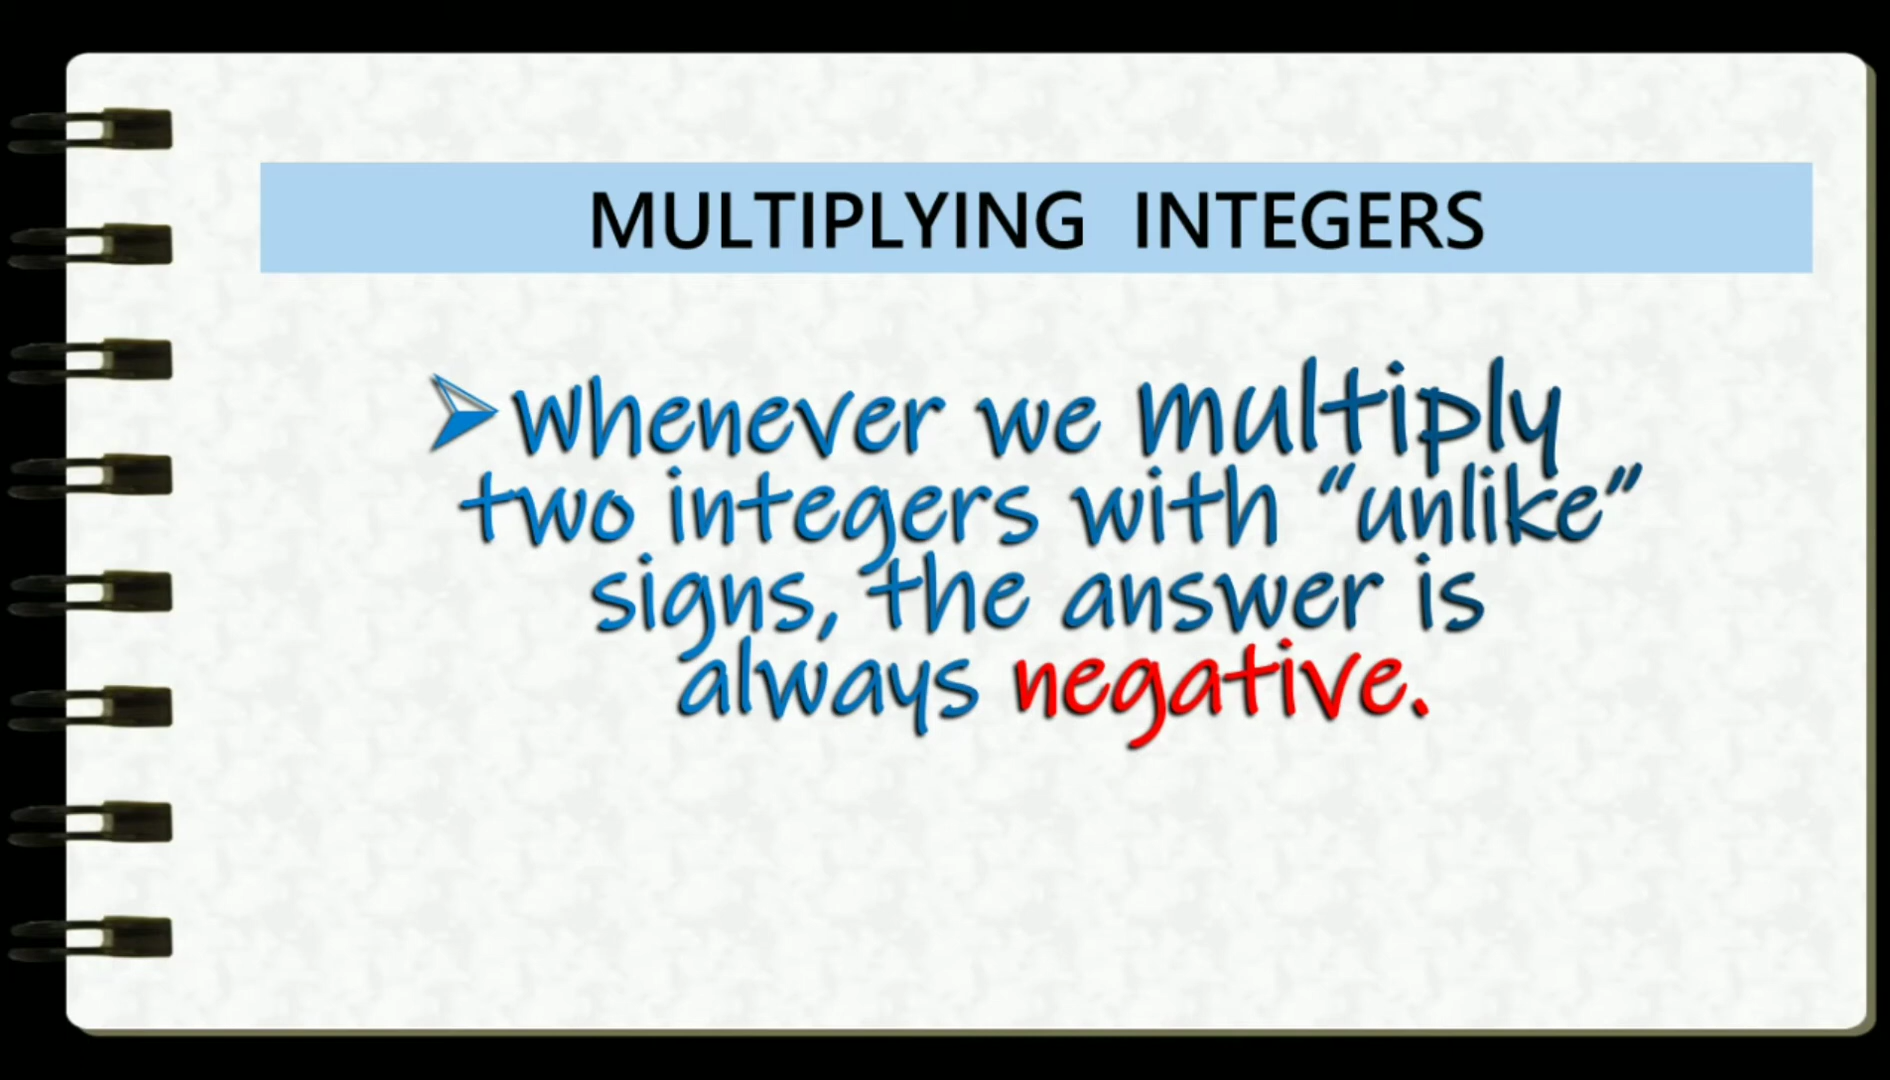 MULTIPLYING INTEGERS
➢Whenever we multiply
two integers with “unlike”
signs, the answer is
always negative.